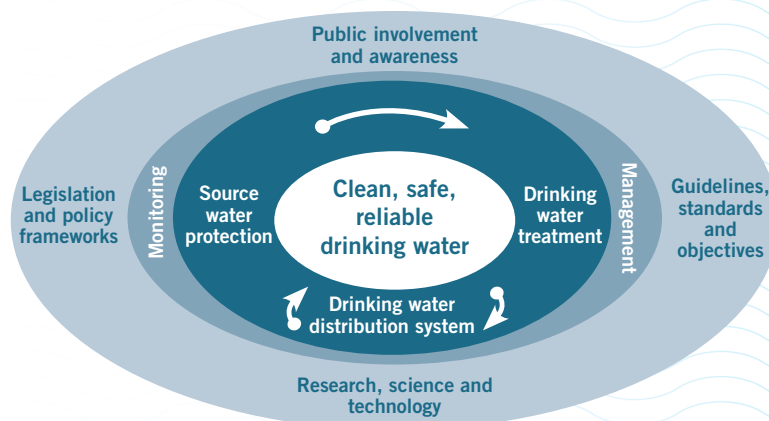 Public involvement
and awareness
Legislation
and policy
frameworks
Monitoring
Source
water
protection
Clean, safe,
reliable
drinking water
Drinking
water
treatment
Management
Guidelines,
standards
and
objectives
Drinking water
distribution system
Research, science and
technology